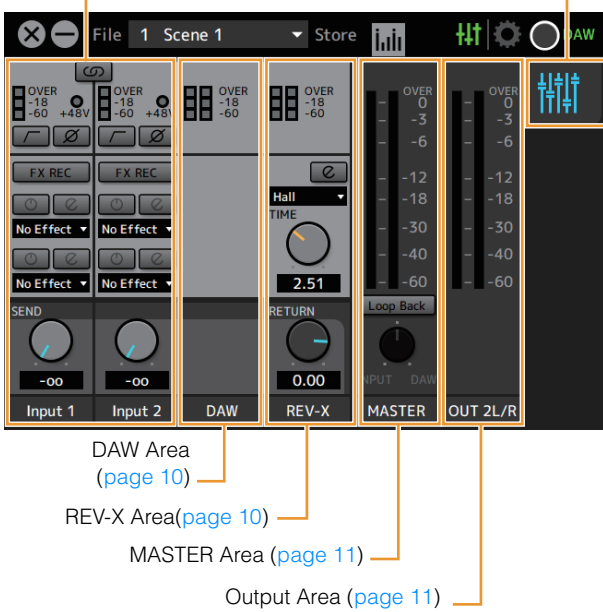 File 1 Scene 1 Store DAW
OVER OVER OVER OVER OVER OVER
-18 -18 -18 -18 0 0
-60 +48V -60 +48V -60 -60 -3 -3
-6 -6
FX REC FX REC -12 -12
Hall -18 -18
TIME
No Effect No Effect -30 -30
-40 -40
No Effect No Effect 2.51 -60 -60
SEND RETURN Loop Back
-oo -oo 0.00 INPUT DAW
Input 1 Input 2 DAW REV-X MASTER OUT 2L/R
DAW Area
(page 10)
REV-X Area(page 10)
MASTER Area (page 11)
Output Area (page 11)